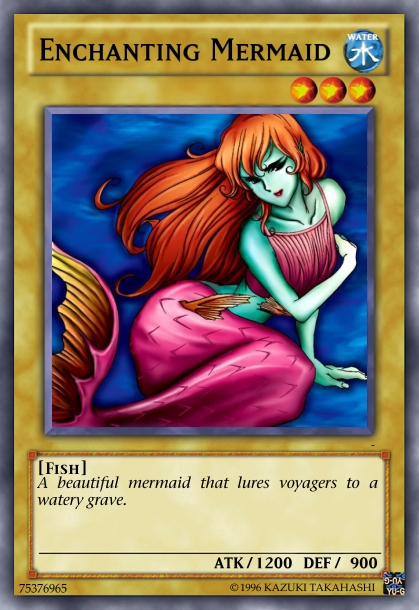 Enchanting Mermaid
WATER
水
[Fish]
A beautiful mermaid that lures voyagers to a
watery grave.
ATK / 1200 DEF / 900
75376965
©1996 KAZUKI TAKAHASHI
YU-G